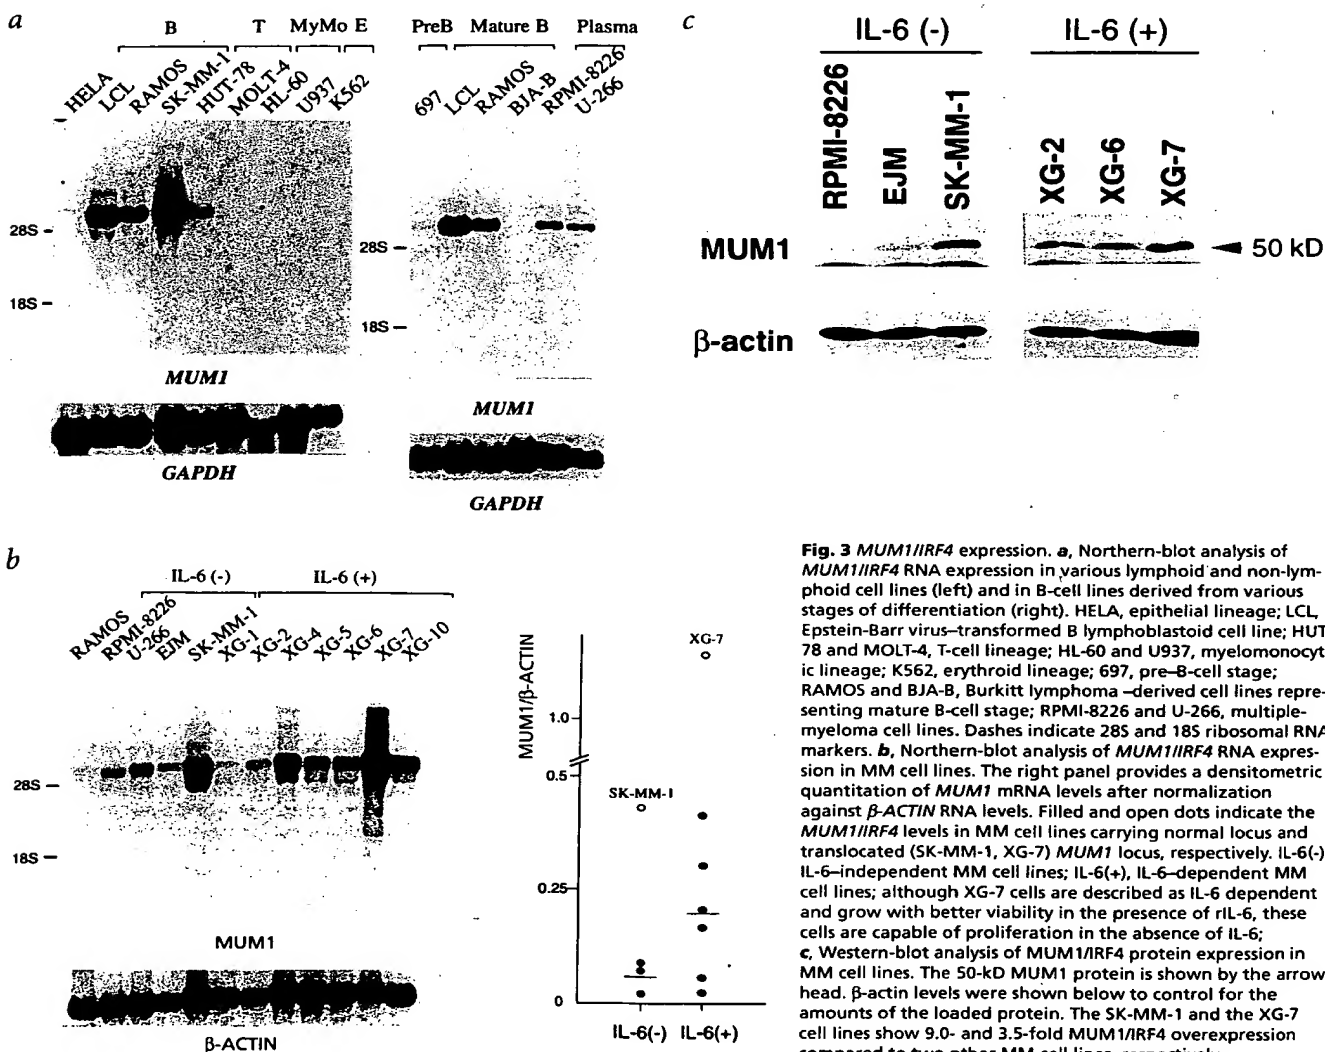 a
B T MyMo E
HELA LCL RAMOS SK-MM-1 HUT-78 MOLT-4 HL-60 U937 K562
28S
18S
MUM1
GAPDH
PreB Mature B Plasma
697 LCL RAMOS BJA-B RPMI-8226 U-266
28S
18S
MUM1
GAPDH
c
IL-6 (-) IL-6 (+)
RPMI-8226 EJM SK-MM-1 XG-2 XG-6 XG-7
MUM1 50 kD
β-actin
b
IL-6 (-) IL-6 (+)
RAMOS RPMI-8226 U-266 EJM SK-MM-1 XG-1 XG-2 XG-4 XG-5 XG-6 XG-7 XG-10
28S
18S
MUM1
β-ACTIN
MUM1/β-ACTIN
XG-7
1.0
0.5
SK-MM-1
0.25
0
IL-6(-) IL-6(+)
Fig. 3 MUM1/IRF4 expression. a, Northern-blot analysis of
MUM1/IRF4 RNA expression in various lymphoid and non-lym-
phoid cell lines (left) and in B-cell lines derived from various
stages of differentiation (right). HELA, epithelial lineage; LCL,
Epstein-Barr virus–transformed B lymphoblastoid cell line; HUT
78 and MOLT-4, T-cell lineage; HL-60 and U937, myelomonocyt
ic lineage; K562, erythroid lineage; 697, pre–B-cell stage;
RAMOS and BJA-B, Burkitt lymphoma –derived cell lines repre-
senting mature B-cell stage; RPMI-8226 and U-266, multiple-
myeloma cell lines. Dashes indicate 28S and 18S ribosomal RNA
markers. b, Northern-blot analysis of MUM1/IRF4 RNA expres-
sion in MM cell lines. The right panel provides a densitometric
quantitation of MUM1 mRNA levels after normalization
against β-ACTIN RNA levels. Filled and open dots indicate the
MUM1/IRF4 levels in MM cell lines carrying normal locus and
translocated (SK-MM-1, XG-7) MUM1 locus, respectively. IL-6(-)
IL-6–independent MM cell lines; IL-6(+), IL-6–dependent MM
cell lines; although XG-7 cells are described as IL-6 dependent
and grow with better viability in the presence of rIL-6, these
cells are capable of proliferation in the absence of IL-6;
c, Western-blot analysis of MUM1/IRF4 protein expression in
MM cell lines. The 50-kD MUM1 protein is shown by the arrow
head. β-actin levels were shown below to control for the
amounts of the loaded protein. The SK-MM-1 and the XG-7
cell lines show 9.0- and 3.5-fold MUM1/IRF4 overexpression
compared to two other MM cell lines, respectively